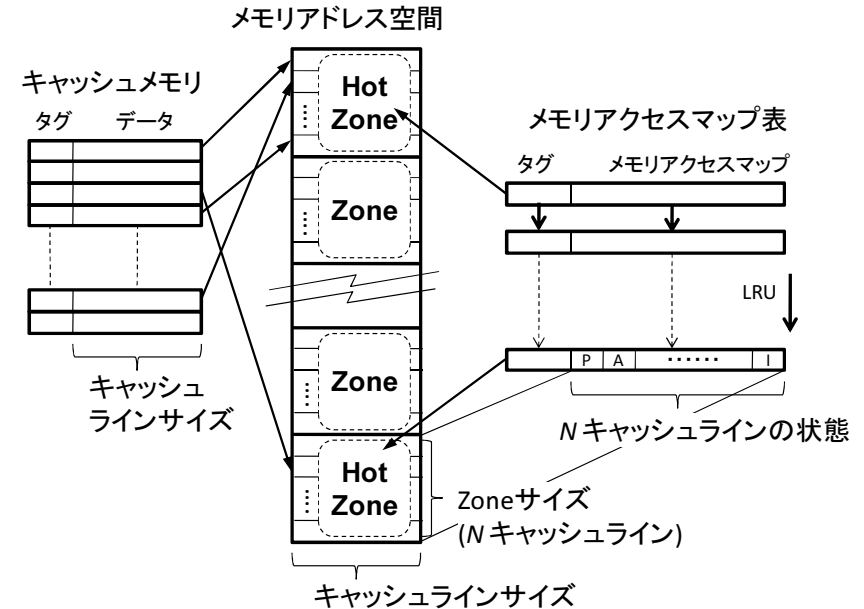 メモリアドレス空間
キャッシュメモリ
タグ データ
キャッシュ
ラインサイズ
Hot
Zone
Zone
Zone
Hot
Zone
キャッシュラインサイズ
メモリアクセスマップ表
タグ メモリアクセスマップ
LRU
P A …… I
Nキャッシュラインの状態
Zoneサイズ
(Nキャッシュライン)